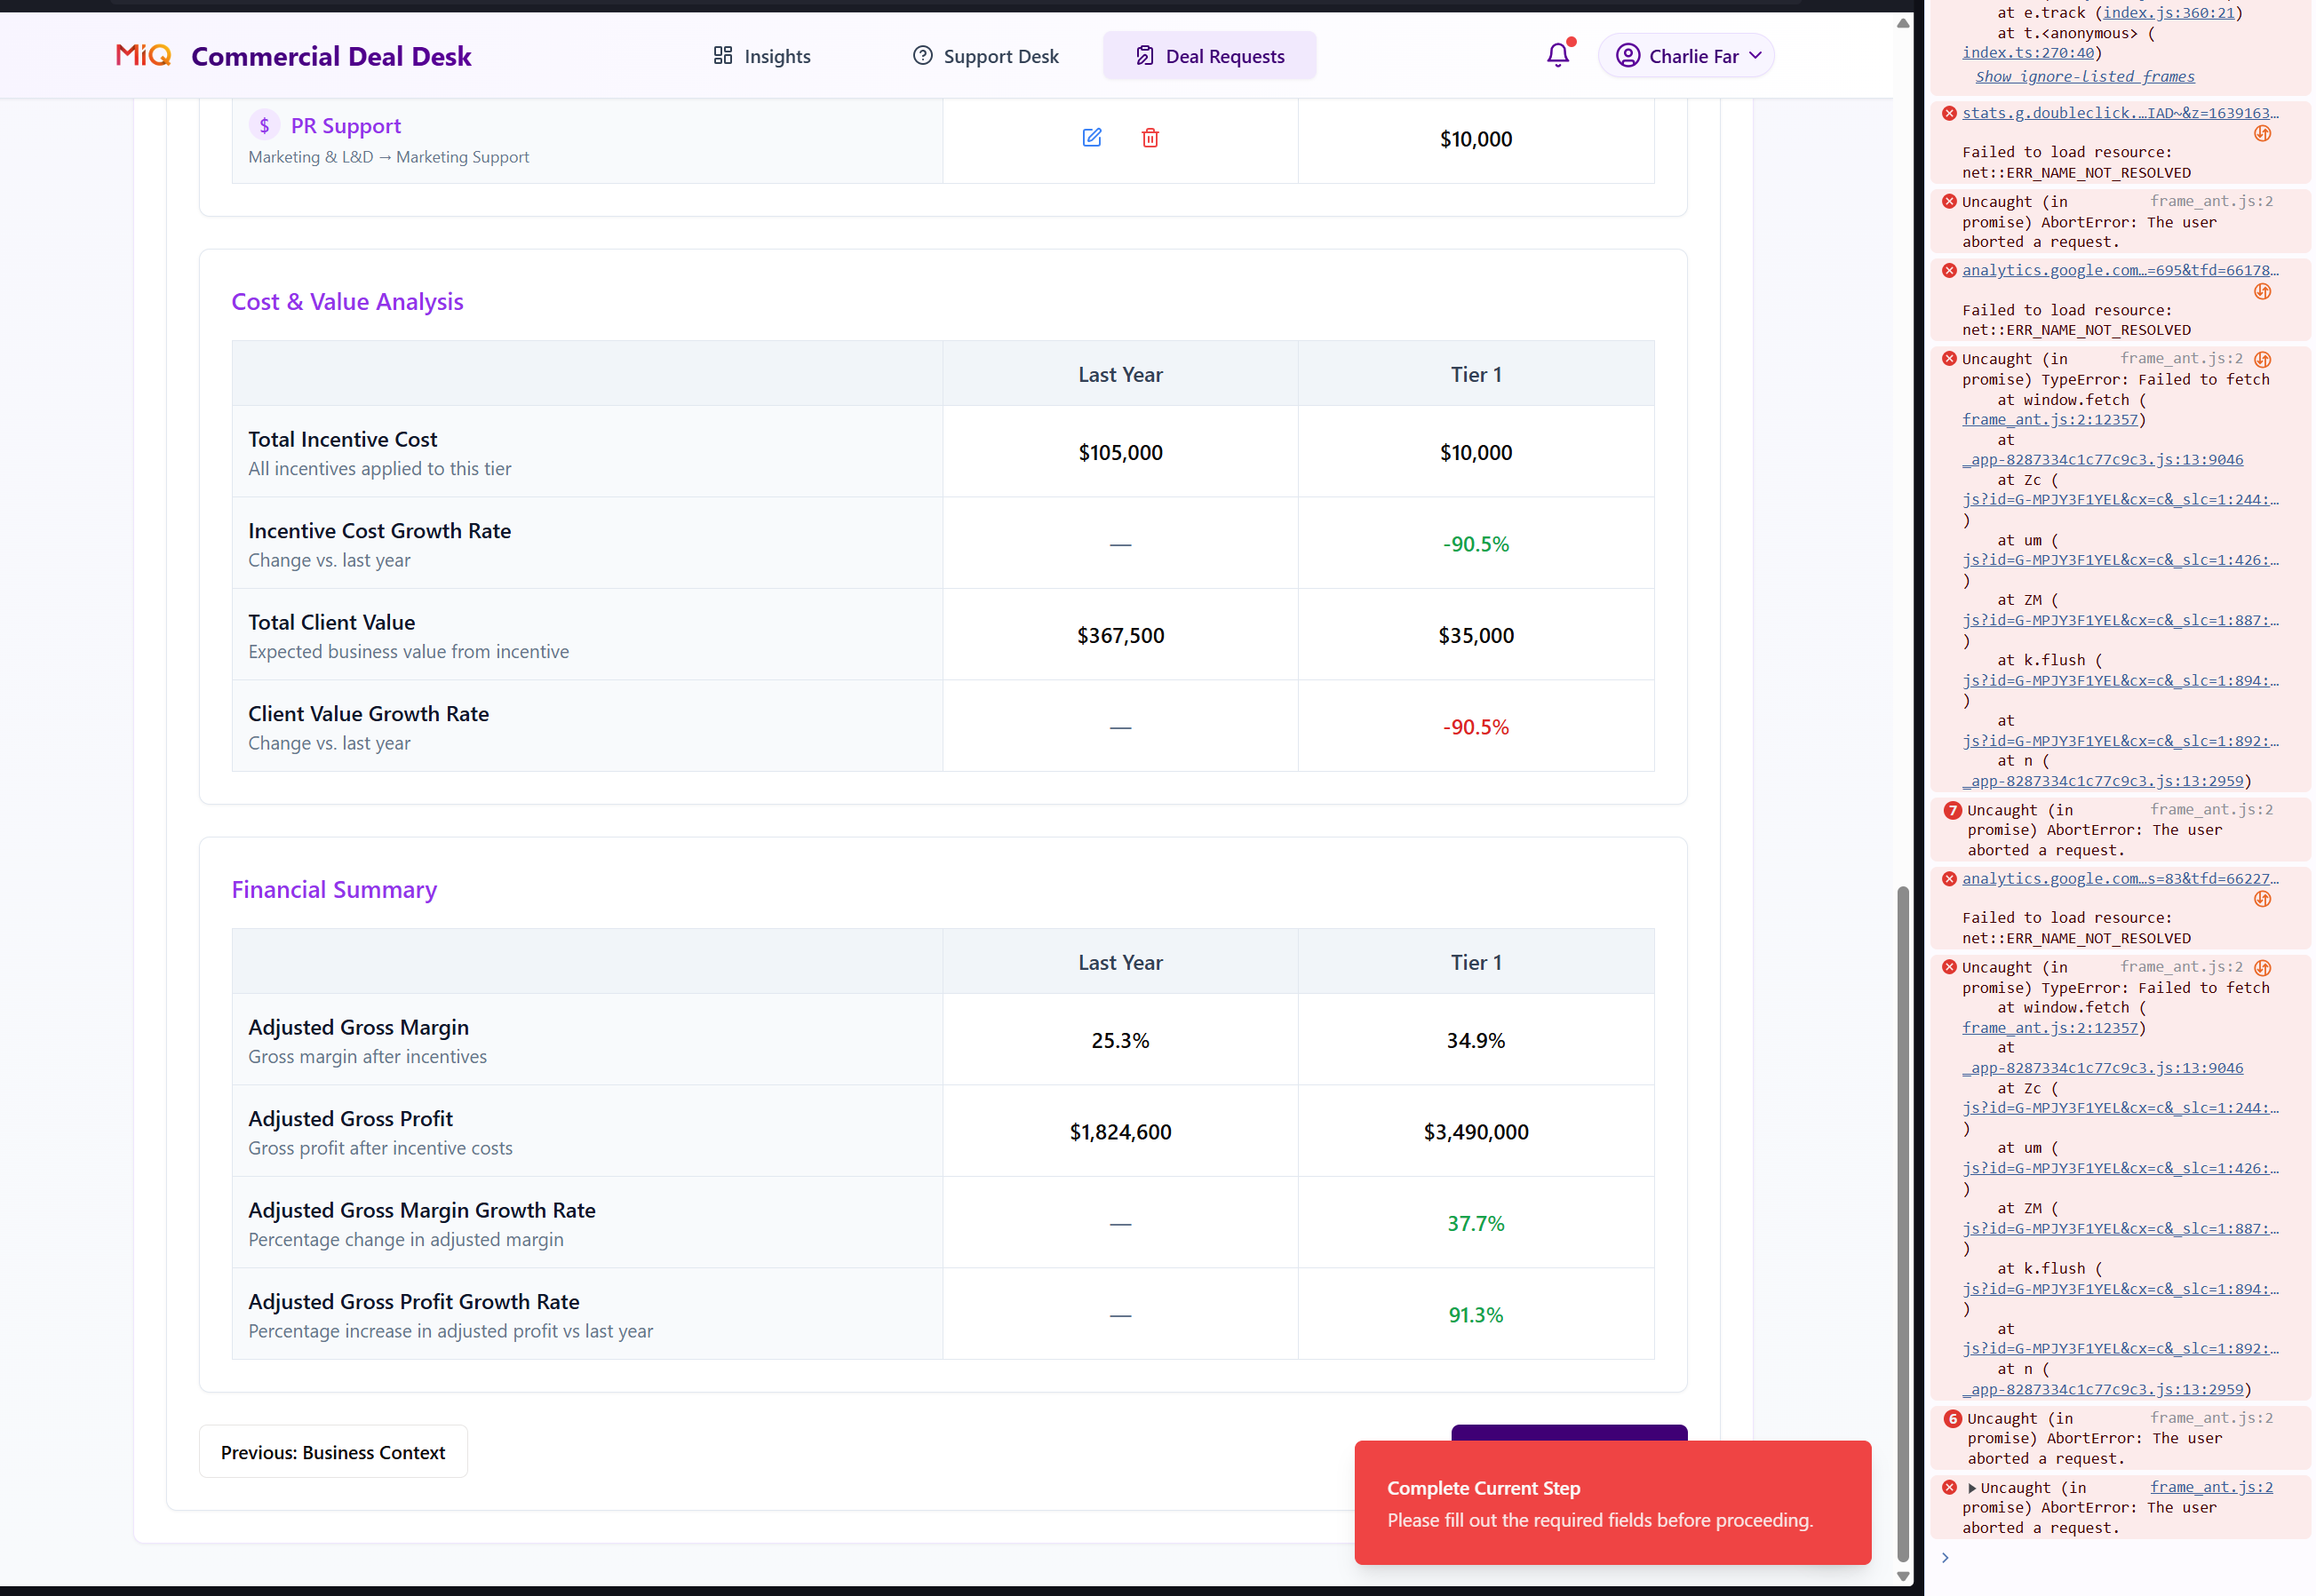 MiQ Commercial Deal Desk
Insights
Support Desk
Deal Requests
Charlie Far
$ PR Support
Marketing & L&D → Marketing Support
$10,000
Cost & Value Analysis
Last Year
Tier 1
Total Incentive Cost
All incentives applied to this tier
$105,000
$10,000
Incentive Cost Growth Rate
Change vs. last year
—
-90.5%
Total Client Value
Expected business value from incentive
$367,500
$35,000
Client Value Growth Rate
Change vs. last year
—
-90.5%
Financial Summary
Last Year
Tier 1
Adjusted Gross Margin
Gross margin after incentives
25.3%
34.9%
Adjusted Gross Profit
Gross profit after incentive costs
$1,824,600
$3,490,000
Adjusted Gross Margin Growth Rate
Percentage change in adjusted margin
—
37.7%
Adjusted Gross Profit Growth Rate
Percentage increase in adjusted profit vs last year
—
91.3%
Previous: Business Context
Complete Current Step
Please fill out the required fields before proceeding.
at e.track (index.js:360:21)
at t.<anonymous> (
index.ts:270:40)
Show ignore-listed frames
stats.g.doubleclick.…IAD~&z=1639163…
Failed to load resource:
net::ERR_NAME_NOT_RESOLVED
Uncaught (in frame_ant.js:2
promise) AbortError: The user
aborted a request.
analytics.google.com…=695&tfd=66178…
Failed to load resource:
net::ERR_NAME_NOT_RESOLVED
Uncaught (in frame_ant.js:2
promise) TypeError: Failed to fetch
at window.fetch (
frame_ant.js:2:12357)
at
_app-8287334c1c77c9c3.js:13:9046
at Zc (
js?id=G-MPJY3F1YEL&cx=c&_slc=1:244:…
)
at um (
js?id=G-MPJY3F1YEL&cx=c&_slc=1:426:…
)
at ZM (
js?id=G-MPJY3F1YEL&cx=c&_slc=1:887:…
)
at k.flush (
js?id=G-MPJY3F1YEL&cx=c&_slc=1:894:…
)
at
js?id=G-MPJY3F1YEL&cx=c&_slc=1:892:…
at n (
_app-8287334c1c77c9c3.js:13:2959)
7 Uncaught (in frame_ant.js:2
promise) AbortError: The user
aborted a request.
analytics.google.com…s=83&tfd=66227…
Failed to load resource:
net::ERR_NAME_NOT_RESOLVED
Uncaught (in frame_ant.js:2
promise) TypeError: Failed to fetch
at window.fetch (
frame_ant.js:2:12357)
at
_app-8287334c1c77c9c3.js:13:9046
at Zc (
js?id=G-MPJY3F1YEL&cx=c&_slc=1:244:…
)
at um (
js?id=G-MPJY3F1YEL&cx=c&_slc=1:426:…
)
at ZM (
js?id=G-MPJY3F1YEL&cx=c&_slc=1:887:…
)
at k.flush (
js?id=G-MPJY3F1YEL&cx=c&_slc=1:894:…
)
at
js?id=G-MPJY3F1YEL&cx=c&_slc=1:892:…
at n (
_app-8287334c1c77c9c3.js:13:2959)
6 Uncaught (in frame_ant.js:2
promise) AbortError: The user
aborted a request.
Uncaught (in frame_ant.js:2
promise) AbortError: The user
aborted a request.